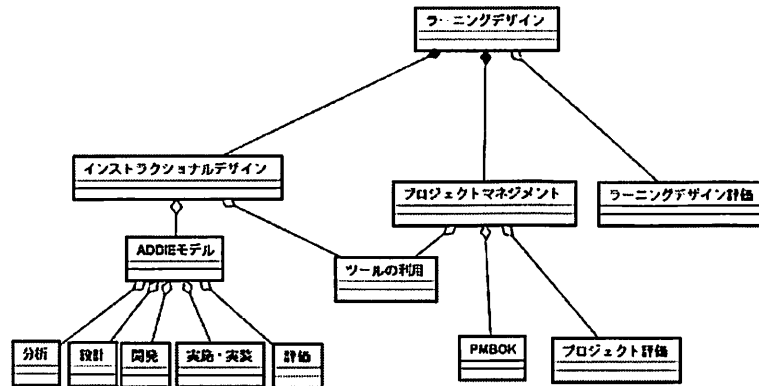 ラーニングデザイン
インストラクショナルデザイン
プロジェクトマネジメント
ラーニングデザイン評価
ADDIEモデル
ツールの利用
分析
設計
開発
実施・実装
評価
PMBOK
プロジェクト評価